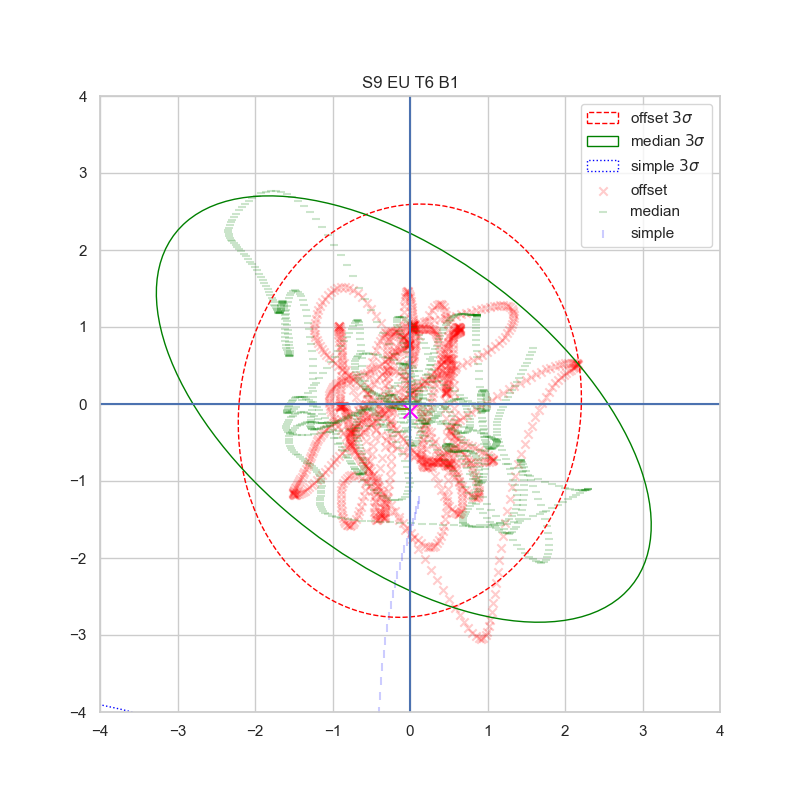 S9 EU T6 B1
offset 3σ
median 3σ
simple 3σ
offset
median
simple
4
3
2
1
0
−1
−2
−3
−4
−4 −3 −2 −1 0 1 2 3 4